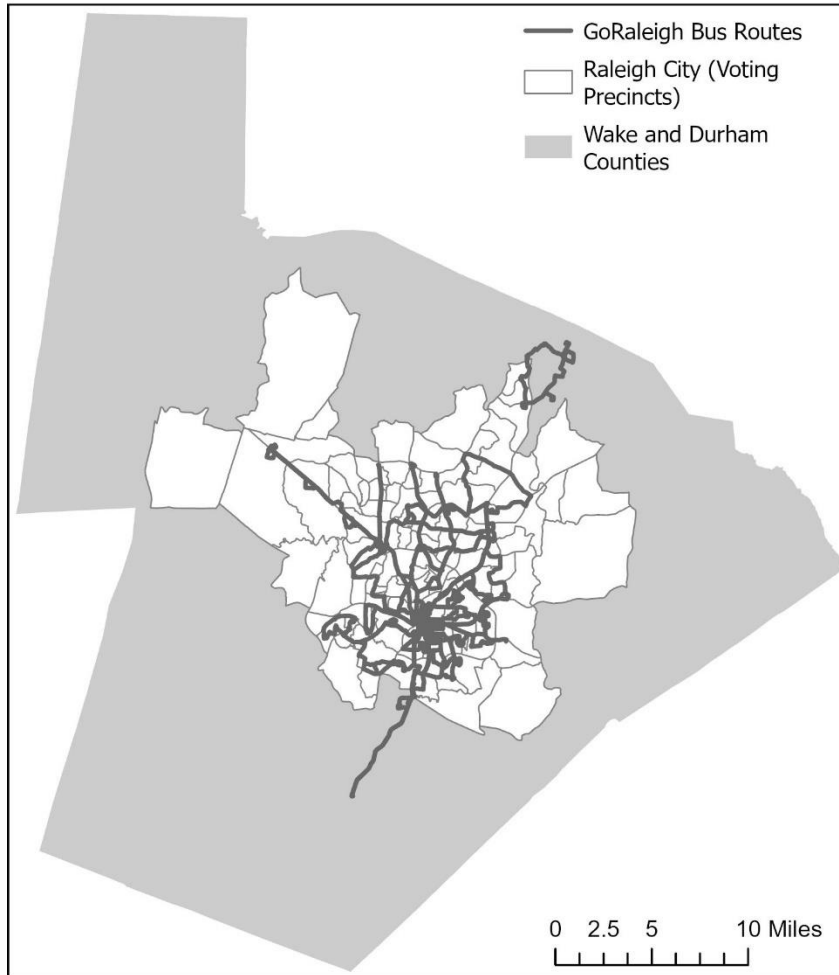 GoRaleigh Bus Routes
Raleigh City (Voting
Precincts)
Wake and Durham
Counties
0 2.5 5 10 Miles